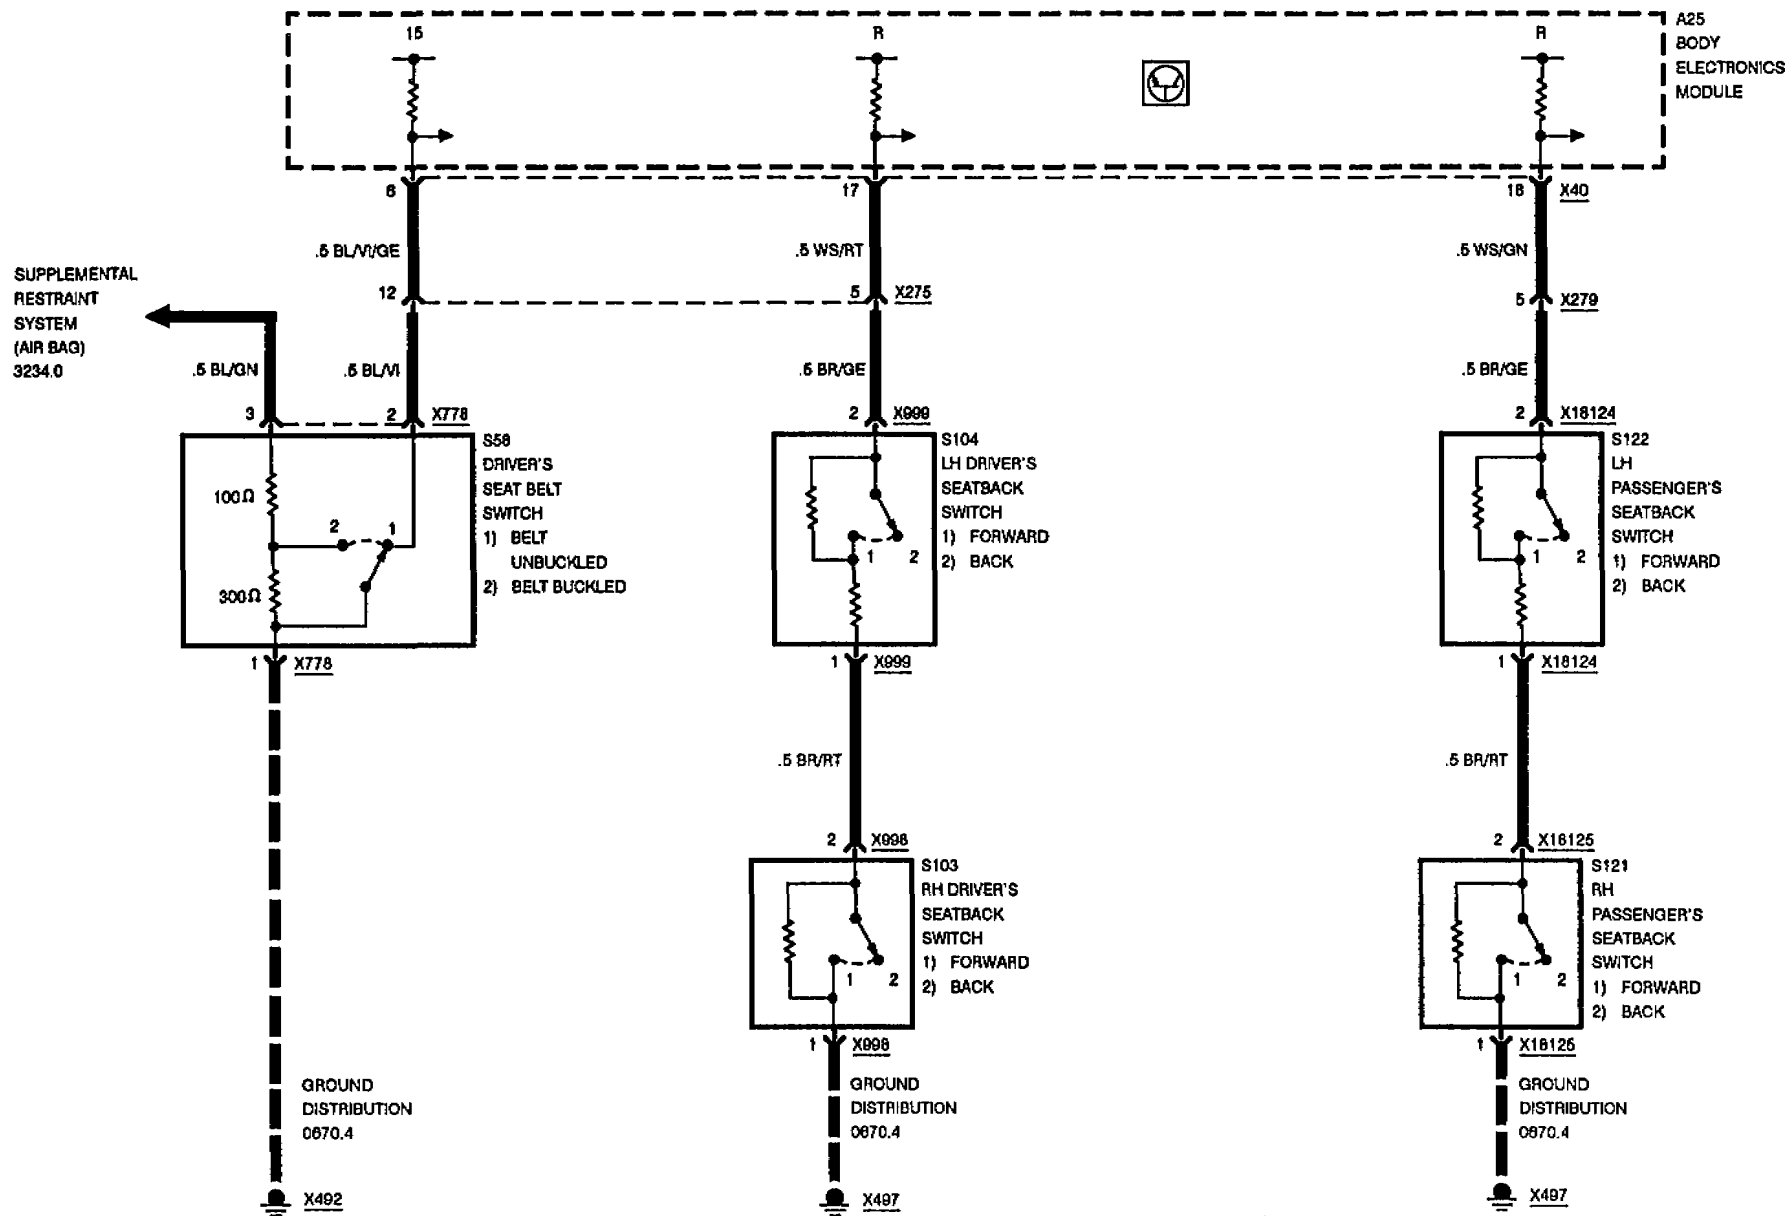 15
R
R
A25
BODY
ELECTRONICS
MODULE
6
17
18
X40
.5 BL/VI/GE
.5 WS/RT
.5 WS/GN
SUPPLEMENTAL
RESTRAINT
SYSTEM
(AIR BAG)
3234.0
12
5
X275
5
X279
.5 BL/GN
.5 BL/VI
.5 BR/GE
.5 BR/GE
3
2
X778
2
X999
2
X18124
S58
DRIVER'S
SEAT BELT
SWITCH
1) BELT
UNBUCKLED
2) BELT BUCKLED
100Ω
2
1
300Ω
S104
LH DRIVER'S
SEATBACK
SWITCH
1) FORWARD
2) BACK
1
2
S122
LH
PASSENGER'S
SEATBACK
SWITCH
1) FORWARD
2) BACK
1
2
1
X778
1
X999
1
X18124
.5 BR/RT
.5 BR/RT
2
X998
2
X18125
S103
RH DRIVER'S
SEATBACK
SWITCH
1) FORWARD
2) BACK
1
2
S121
RH
PASSENGER'S
SEATBACK
SWITCH
1) FORWARD
2) BACK
1
2
1
X998
1
X18125
GROUND
DISTRIBUTION
0670.4
GROUND
DISTRIBUTION
0670.4
GROUND
DISTRIBUTION
0670.4
X492
X497
X497